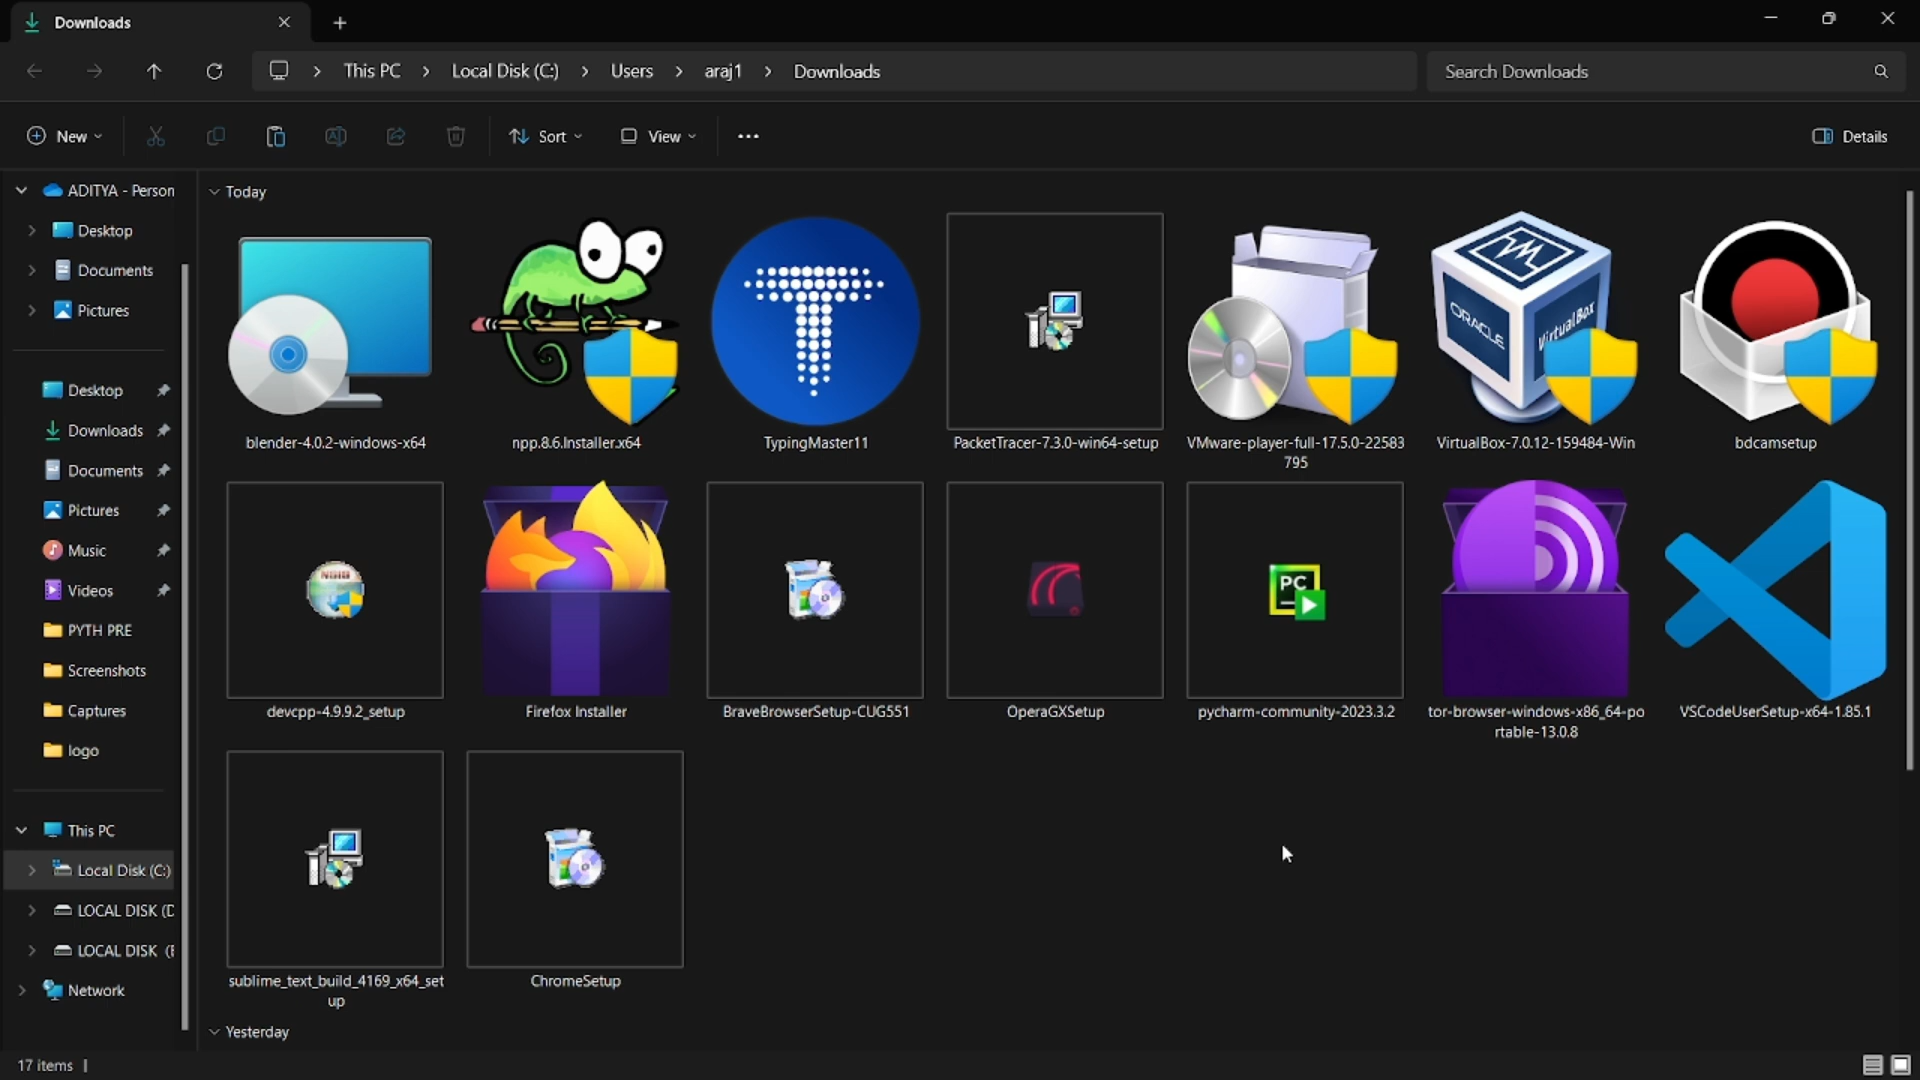 Downloads
This PC
Local Disk (C:)
Users
araj1
Downloads
Search Downloads
New
Sort
View
Details
ADITYA - Person
Desktop
Documents
Pictures
Desktop
Downloads
Documents
Pictures
Music
Videos
PYTH PRE
Screenshots
Captures
logo
This PC
Local Disk (C:)
LOCAL DISK (D
LOCAL DISK (E
Network
Today
blender-4.0.2-windows-x64
npp.8.6.Installer.x64
TypingMaster11
PacketTracer-7.3.0-win64-setup
VMware-player-full-17.5.0-22583
795
ORACLE
VirtualBox
VirtualBox-7.0.12-159484-Win
bdcamsetup
devcpp-4.9.9.2_setup
Firefox Installer
BraveBrowserSetup-CUG551
OperaGXSetup
PC
pycharm-community-2023.3.2
tor-browser-windows-x86_64-po
rtable-13.0.8
VSCodeUserSetup-x64-1.85.1
sublime_text_build_4169_x64_set
up
ChromeSetup
Yesterday
17 items